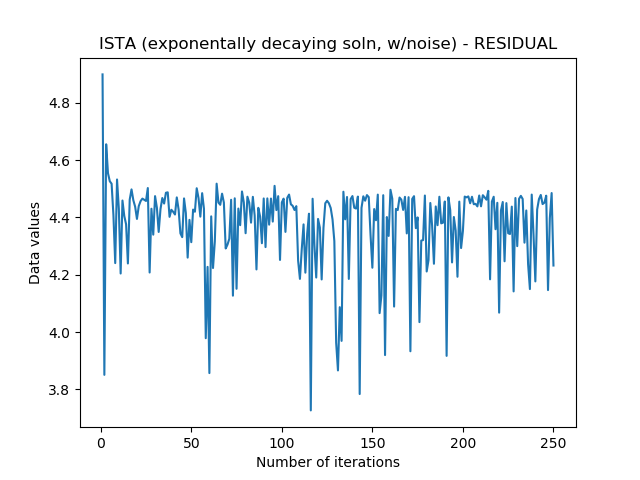 ISTA (exponentally decaying soln, w/noise) - RESIDUAL
Data values
4.8
4.6
4.4
4.2
4.0
3.8
0 50 100 150 200 250
Number of iterations